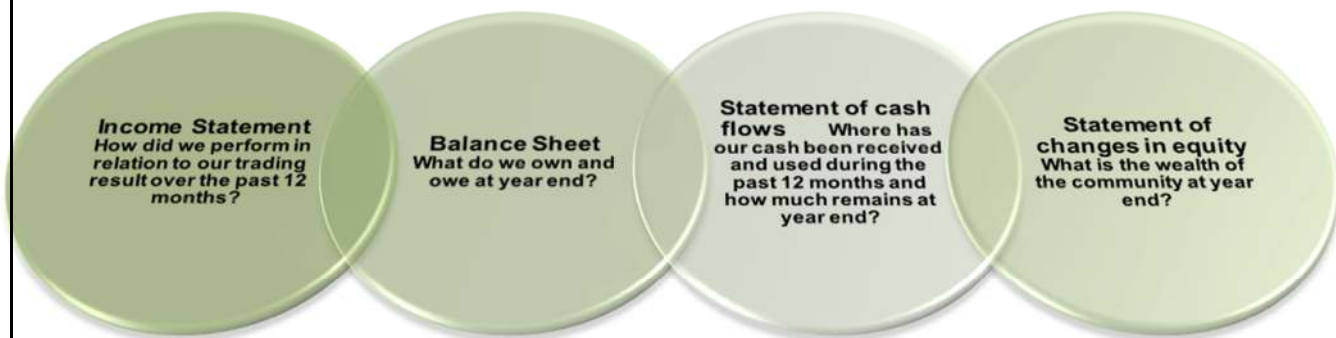 Income Statement
How did we perform in
relation to our trading
result over the past 12
months?
Balance Sheet
What do we own and
owe at year end?
Statement of cash
flows Where has
our cash been received
and used during the
past 12 months and
how much remains at
year end?
Statement of
changes in equity
What is the wealth of
the community at year
end?